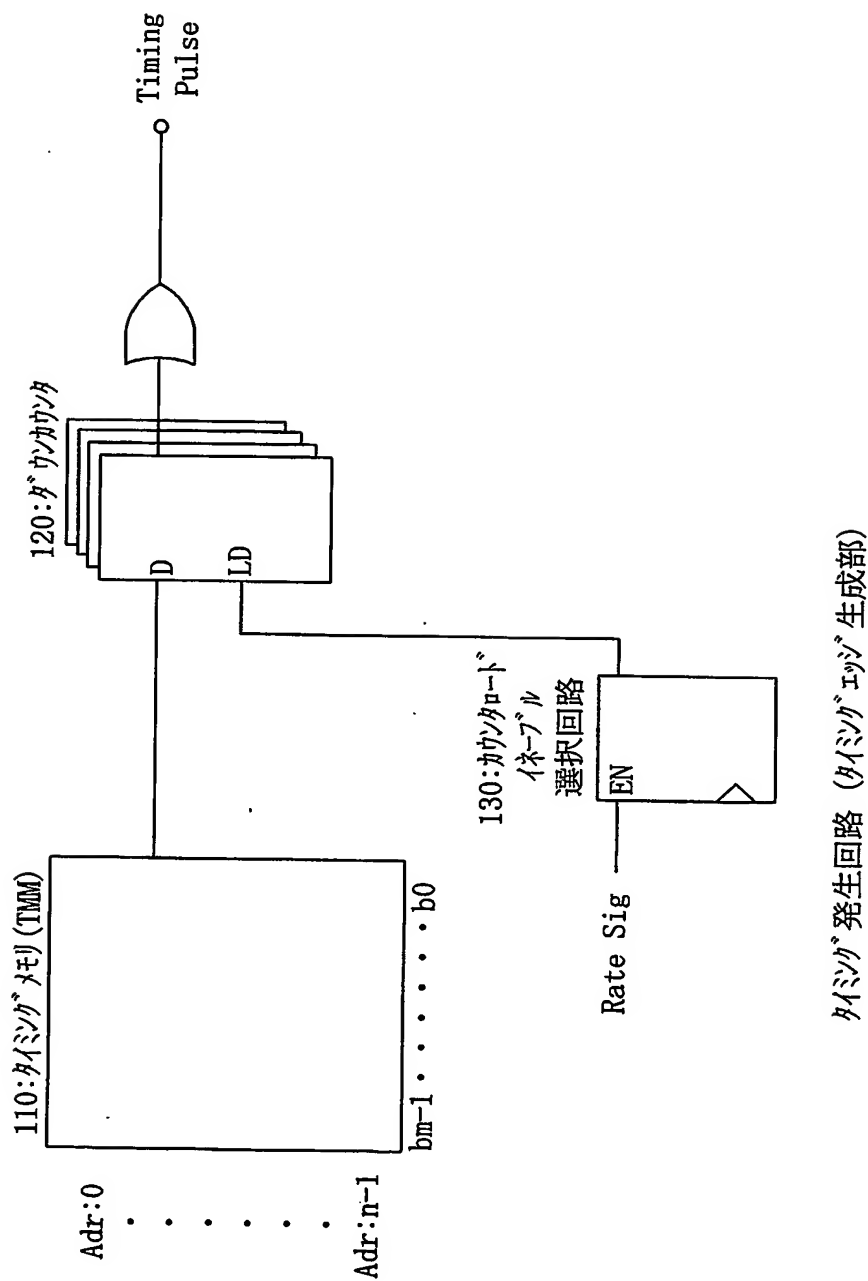 110:タイミングメモリ(TMM)
Adr:0
Adr:n-1
bm-1 ・・・・・・・ b0
120:ダウンカウンタ
D
LD
Timing
Pulse
130:カウンタロード
イネーブル
選択回路
EN
Rate Sig
タイミング発生回路 (タイミングエッジ生成部)